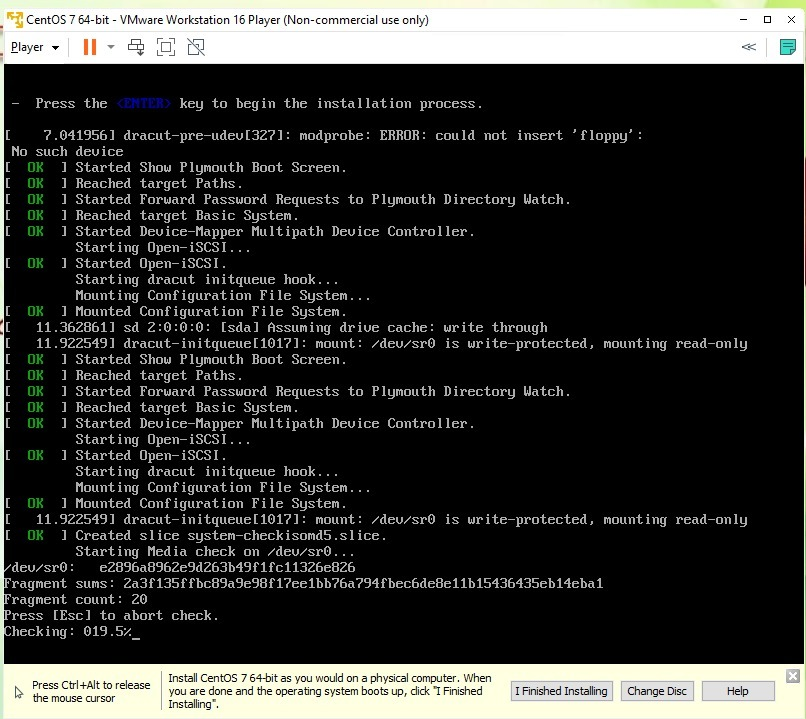 CentOS 7 64-bit - VMware Workstation 16 Player (Non-commercial use only)
Player
- Press the <ENTER> key to begin the installation process.
[    7.041956] dracut-pre-udev[327]: modprobe: ERROR: could not insert 'floppy':
No such device
[  OK  ] Started Show Plymouth Boot Screen.
[  OK  ] Reached target Paths.
[  OK  ] Started Forward Password Requests to Plymouth Directory Watch.
[  OK  ] Reached target Basic System.
[  OK  ] Started Device-Mapper Multipath Device Controller.
Starting Open-iSCSI...
[  OK  ] Started Open-iSCSI.
Starting dracut initqueue hook...
Mounting Configuration File System...
[  OK  ] Mounted Configuration File System.
[   11.362861] sd 2:0:0:0: [sda] Assuming drive cache: write through
[   11.922549] dracut-initqueue[1017]: mount: /dev/sr0 is write-protected, mounting read-only
[  OK  ] Started Show Plymouth Boot Screen.
[  OK  ] Reached target Paths.
[  OK  ] Started Forward Password Requests to Plymouth Directory Watch.
[  OK  ] Reached target Basic System.
[  OK  ] Started Device-Mapper Multipath Device Controller.
Starting Open-iSCSI...
[  OK  ] Started Open-iSCSI.
Starting dracut initqueue hook...
Mounting Configuration File System...
[  OK  ] Mounted Configuration File System.
[   11.922549] dracut-initqueue[1017]: mount: /dev/sr0 is write-protected, mounting read-only
[  OK  ] Created slice system-checkisomd5.slice.
Starting Media check on /dev/sr0...
/dev/sr0:   e2896a8962e9d263b49f1fc11326e826
Fragment sums: 2a3f135ffbc89a9e98f17ee1bb76a794fbec6de8e11b15436435eb14eba1
Fragment count: 20
Press [Esc] to abort check.
Checking: 019.5%_
Press Ctrl+Alt to release
the mouse cursor
Install CentOS 7 64-bit as you would on a physical computer. When
you are done and the operating system boots up, click "I Finished
Installing".
I Finished Installing
Change Disc
Help